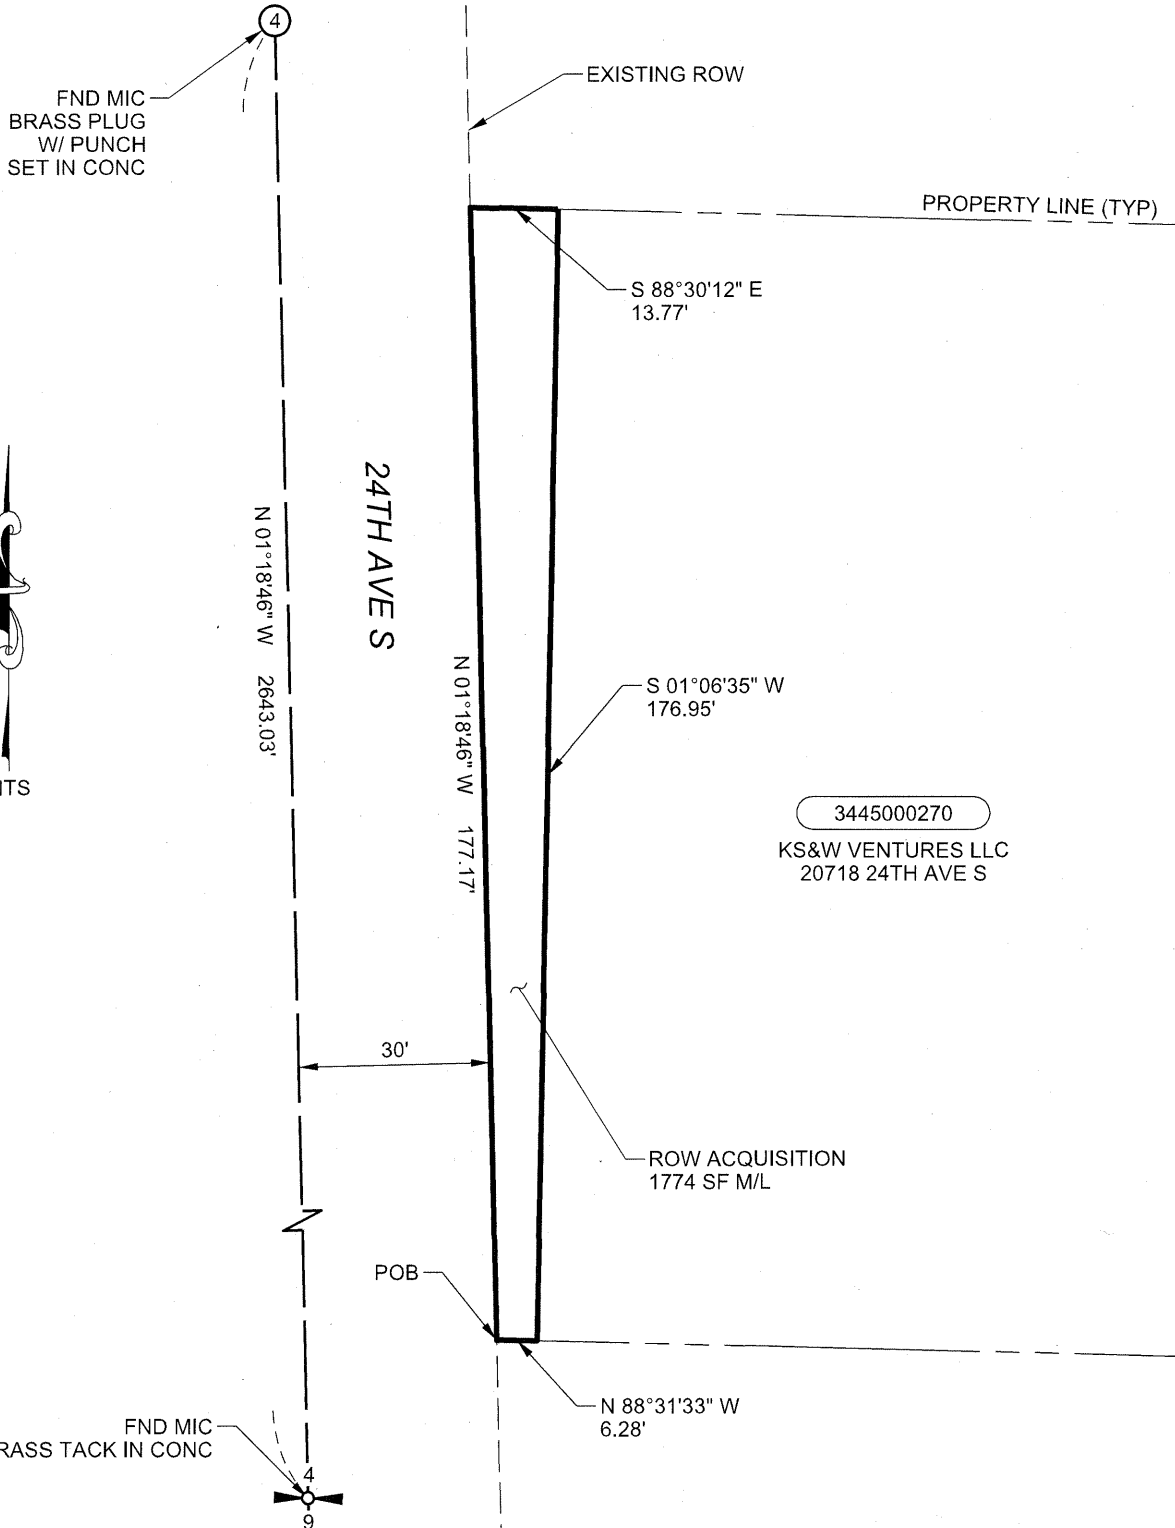 4
FND MIC
BRASS PLUG
W/ PUNCH
SET IN CONC
EXISTING ROW
PROPERTY LINE (TYP)
S 88°30'12" E
13.77'
24TH AVE S
N 01°18'46" W 2643.03'
N 01°18'46" W 177.17'
S 01°06'35" W
176.95'
3445000270
KS&W VENTURES LLC
20718 24TH AVE S
30'
ROW ACQUISITION
1774 SF M/L
POB
N 88°31'33" W
6.28'
FND MIC
RASS TACK IN CONC
4
9